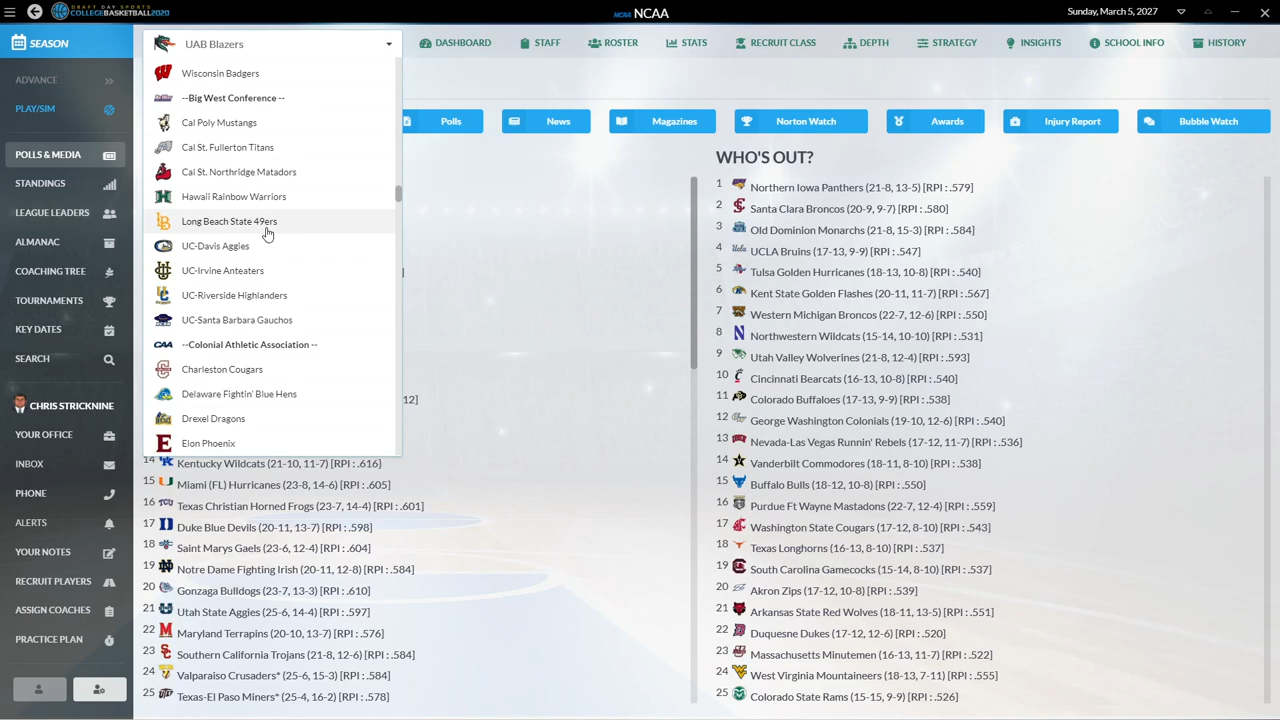 DRAFT DAY SPORTS
COLLEGE BASKETBALL 2020
NCAA NCAA
Sunday, March 5, 2027
SEASON
UAB Blazers
DASHBOARD STAFF ROSTER STATS RECRUIT CLASS DEPTH STRATEGY INSIGHTS SCHOOL INFO HISTORY
ADVANCE
PLAY/SIM
POLLS & MEDIA
STANDINGS
LEAGUE LEADERS
ALMANAC
COACHING TREE
TOURNAMENTS
KEY DATES
SEARCH
CHRIS STRICKNINE
YOUR OFFICE
INBOX
PHONE
ALERTS
YOUR NOTES
RECRUIT PLAYERS
ASSIGN COACHES
PRACTICE PLAN
Wisconsin Badgers
--Big West Conference --
Cal Poly Mustangs
Cal St. Fullerton Titans
Cal St. Northridge Matadors
Hawaii Rainbow Warriors
Long Beach State 49ers
UC-Davis Aggies
UC-Irvine Anteaters
UC-Riverside Highlanders
UC-Santa Barbara Gauchos
--Colonial Athletic Association --
Charleston Cougars
Delaware Fightin' Blue Hens
Drexel Dragons
Elon Phoenix
Polls News Magazines Norton Watch Awards Injury Report Bubble Watch
]
12]
14 Kentucky Wildcats (21-10, 11-7) [RPI : .616]
15 Miami (FL) Hurricanes (23-8, 14-6) [RPI : .605]
16 Texas Christian Horned Frogs (23-7, 14-4) [RPI : .601]
17 Duke Blue Devils (20-11, 13-7) [RPI : .598]
18 Saint Marys Gaels (23-6, 12-4) [RPI : .604]
19 Notre Dame Fighting Irish (20-11, 12-8) [RPI : .584]
20 Gonzaga Bulldogs (23-7, 13-3) [RPI : .610]
21 Utah State Aggies (25-6, 14-4) [RPI : .597]
22 Maryland Terrapins (20-10, 13-7) [RPI : .576]
23 Southern California Trojans (21-8, 12-6) [RPI : .584]
24 Valparaiso Crusaders* (25-6, 15-3) [RPI : .584]
25 Texas-El Paso Miners* (25-4, 16-2) [RPI : .578]
WHO'S OUT?
1 Northern Iowa Panthers (21-8, 13-5) [RPI : .579]
2 Santa Clara Broncos (20-9, 9-7) [RPI : .580]
3 Old Dominion Monarchs (21-8, 15-3) [RPI : .584]
4 UCLA Bruins (17-13, 9-9) [RPI : .547]
5 Tulsa Golden Hurricanes (18-13, 10-8) [RPI : .540]
6 Kent State Golden Flashes (20-11, 11-7) [RPI : .567]
7 Western Michigan Broncos (22-7, 12-6) [RPI : .550]
8 Northwestern Wildcats (15-14, 10-10) [RPI : .531]
9 Utah Valley Wolverines (21-8, 12-4) [RPI : .593]
10 Cincinnati Bearcats (16-13, 10-8) [RPI : .540]
11 Colorado Buffaloes (17-13, 9-9) [RPI : .538]
12 George Washington Colonials (19-10, 12-6) [RPI : .540]
13 Nevada-Las Vegas Runnin' Rebels (17-12, 11-7) [RPI : .536]
14 Vanderbilt Commodores (18-11, 8-10) [RPI : .538]
15 Buffalo Bulls (18-12, 10-8) [RPI : .550]
16 Purdue Ft Wayne Mastadons (22-7, 12-4) [RPI : .559]
17 Washington State Cougars (17-12, 8-10) [RPI : .543]
18 Texas Longhorns (16-13, 8-10) [RPI : .537]
19 South Carolina Gamecocks (15-14, 8-10) [RPI : .537]
20 Akron Zips (17-12, 10-8) [RPI : .539]
21 Arkansas State Red Wolves (18-11, 13-5) [RPI : .551]
22 Duquesne Dukes (17-12, 12-6) [RPI : .520]
23 Massachusetts Minutemen (16-13, 11-7) [RPI : .522]
24 West Virginia Mountaineers (18-13, 7-11) [RPI : .555]
25 Colorado State Rams (15-15, 9-9) [RPI : .526]